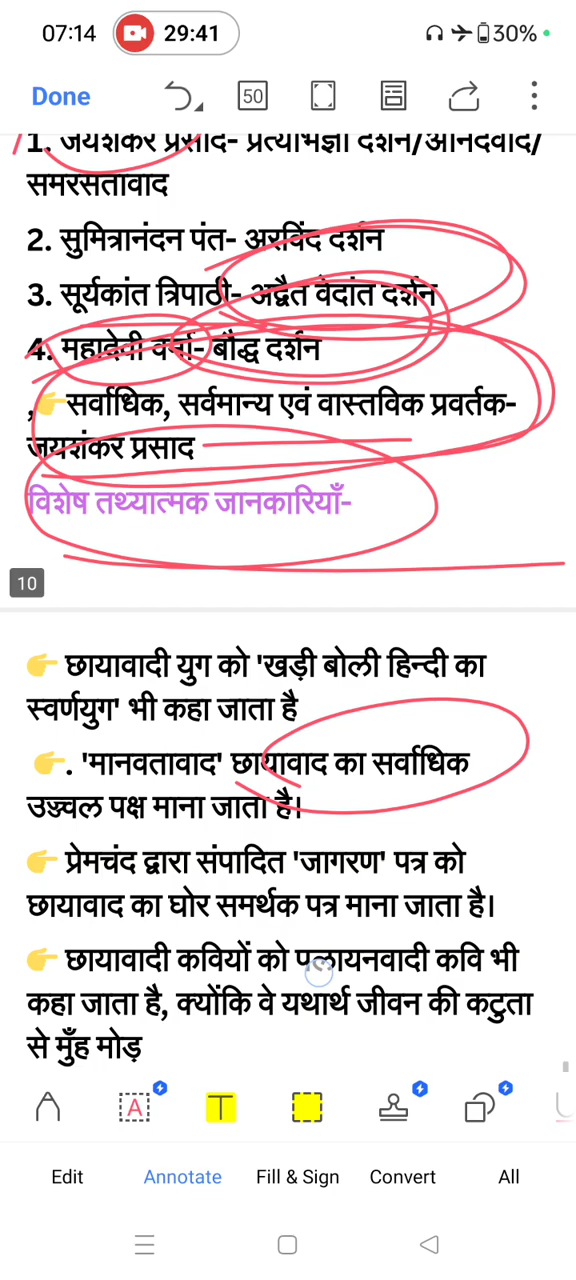 07:14
29:41
30%
Done
50
1. जयशंकर प्रसाद- प्रत्याभिज्ञा दर्शन/आनंदवाद/
समरसतावाद
2. सुमित्रानंदन पंत- अरविंद दर्शन
3. सूर्यकांत त्रिपाठी- अद्वैत वेदांत दर्शन
4. महादेवी वर्मा- बौद्ध दर्शन
,👉सर्वाधिक, सर्वमान्य एवं वास्तविक प्रवर्तक-
जयशंकर प्रसाद
विशेष तथ्यात्मक जानकारियाँ-
10
👉 छायावादी युग को 'खड़ी बोली हिन्दी का
स्वर्णयुग' भी कहा जाता है
👉. 'मानवतावाद' छायावाद का सर्वाधिक
उज्ज्वल पक्ष माना जाता है।
👉 प्रेमचंद द्वारा संपादित 'जागरण' पत्र को
छायावाद का घोर समर्थक पत्र माना जाता है।
👉 छायावादी कवियों को पलायनवादी कवि भी
कहा जाता है, क्योंकि वे यथार्थ जीवन की कटुता
से मुँह मोड़
A
T
Edit
Annotate
Fill & Sign
Convert
All